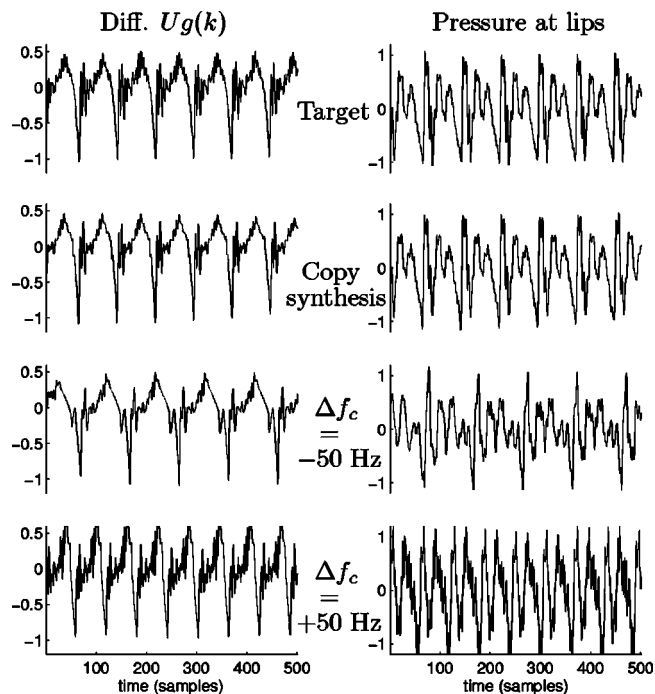 Diff. Ug(k)
Pressure at lips
0.5
0
−0.5
−1
Target
1
0
1
0.5
0
−0.5
−1
Copy
synthesis
1
0
−1
0.5
0
−0.5
−1
Δf_c
=
−50 Hz
1
0
−1
0.5
0
−0.5
−1
Δf_c
=
+50 Hz
1
0
−1
100 200 300 400 500
time (samples)
100 200 300 400 500
time (samples)